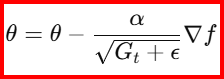 θ = θ − α/√(G_t + ϵ) ∇f